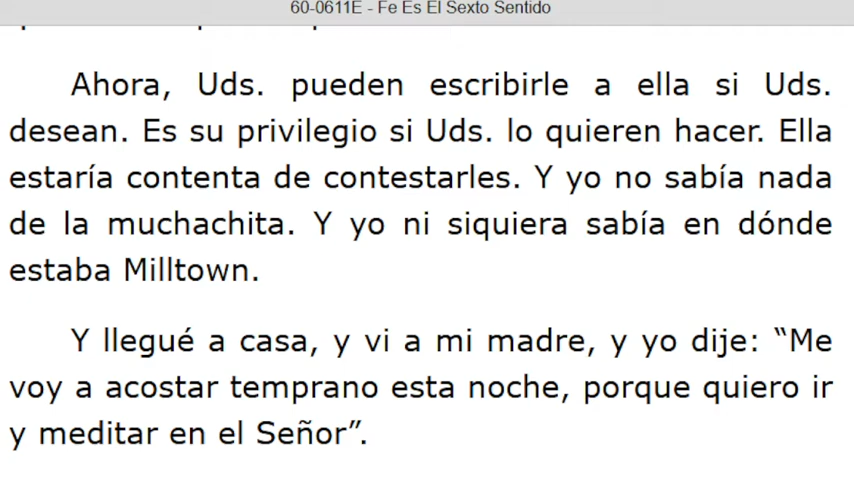 60-0611E - Fe Es El Sexto Sentido
Ahora, Uds. pueden escribirle a ella si Uds.
desean. Es su privilegio si Uds. lo quieren hacer. Ella
estaría contenta de contestarles. Y yo no sabía nada
de la muchachita. Y yo ni siquiera sabía en dónde
estaba Milltown.
Y llegué a casa, y vi a mi madre, y yo dije: “Me
voy a acostar temprano esta noche, porque quiero ir
y meditar en el Señor”.